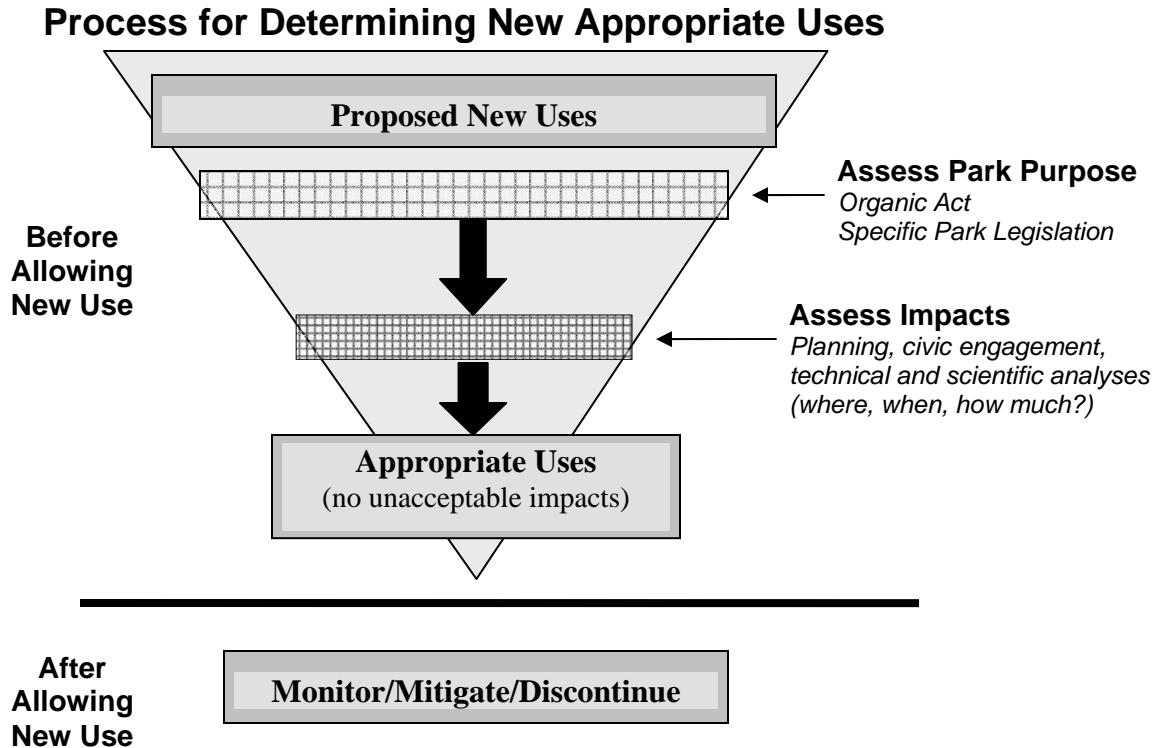 Process for Determining New Appropriate Uses
Proposed New Uses
Assess Park Purpose
Organic Act
Specific Park Legislation
Before
Allowing
New Use
Assess Impacts
Planning, civic engagement,
technical and scientific analyses
(where, when, how much?)
Appropriate Uses
(no unacceptable impacts)
After
Allowing
New Use
Monitor/Mitigate/Discontinue